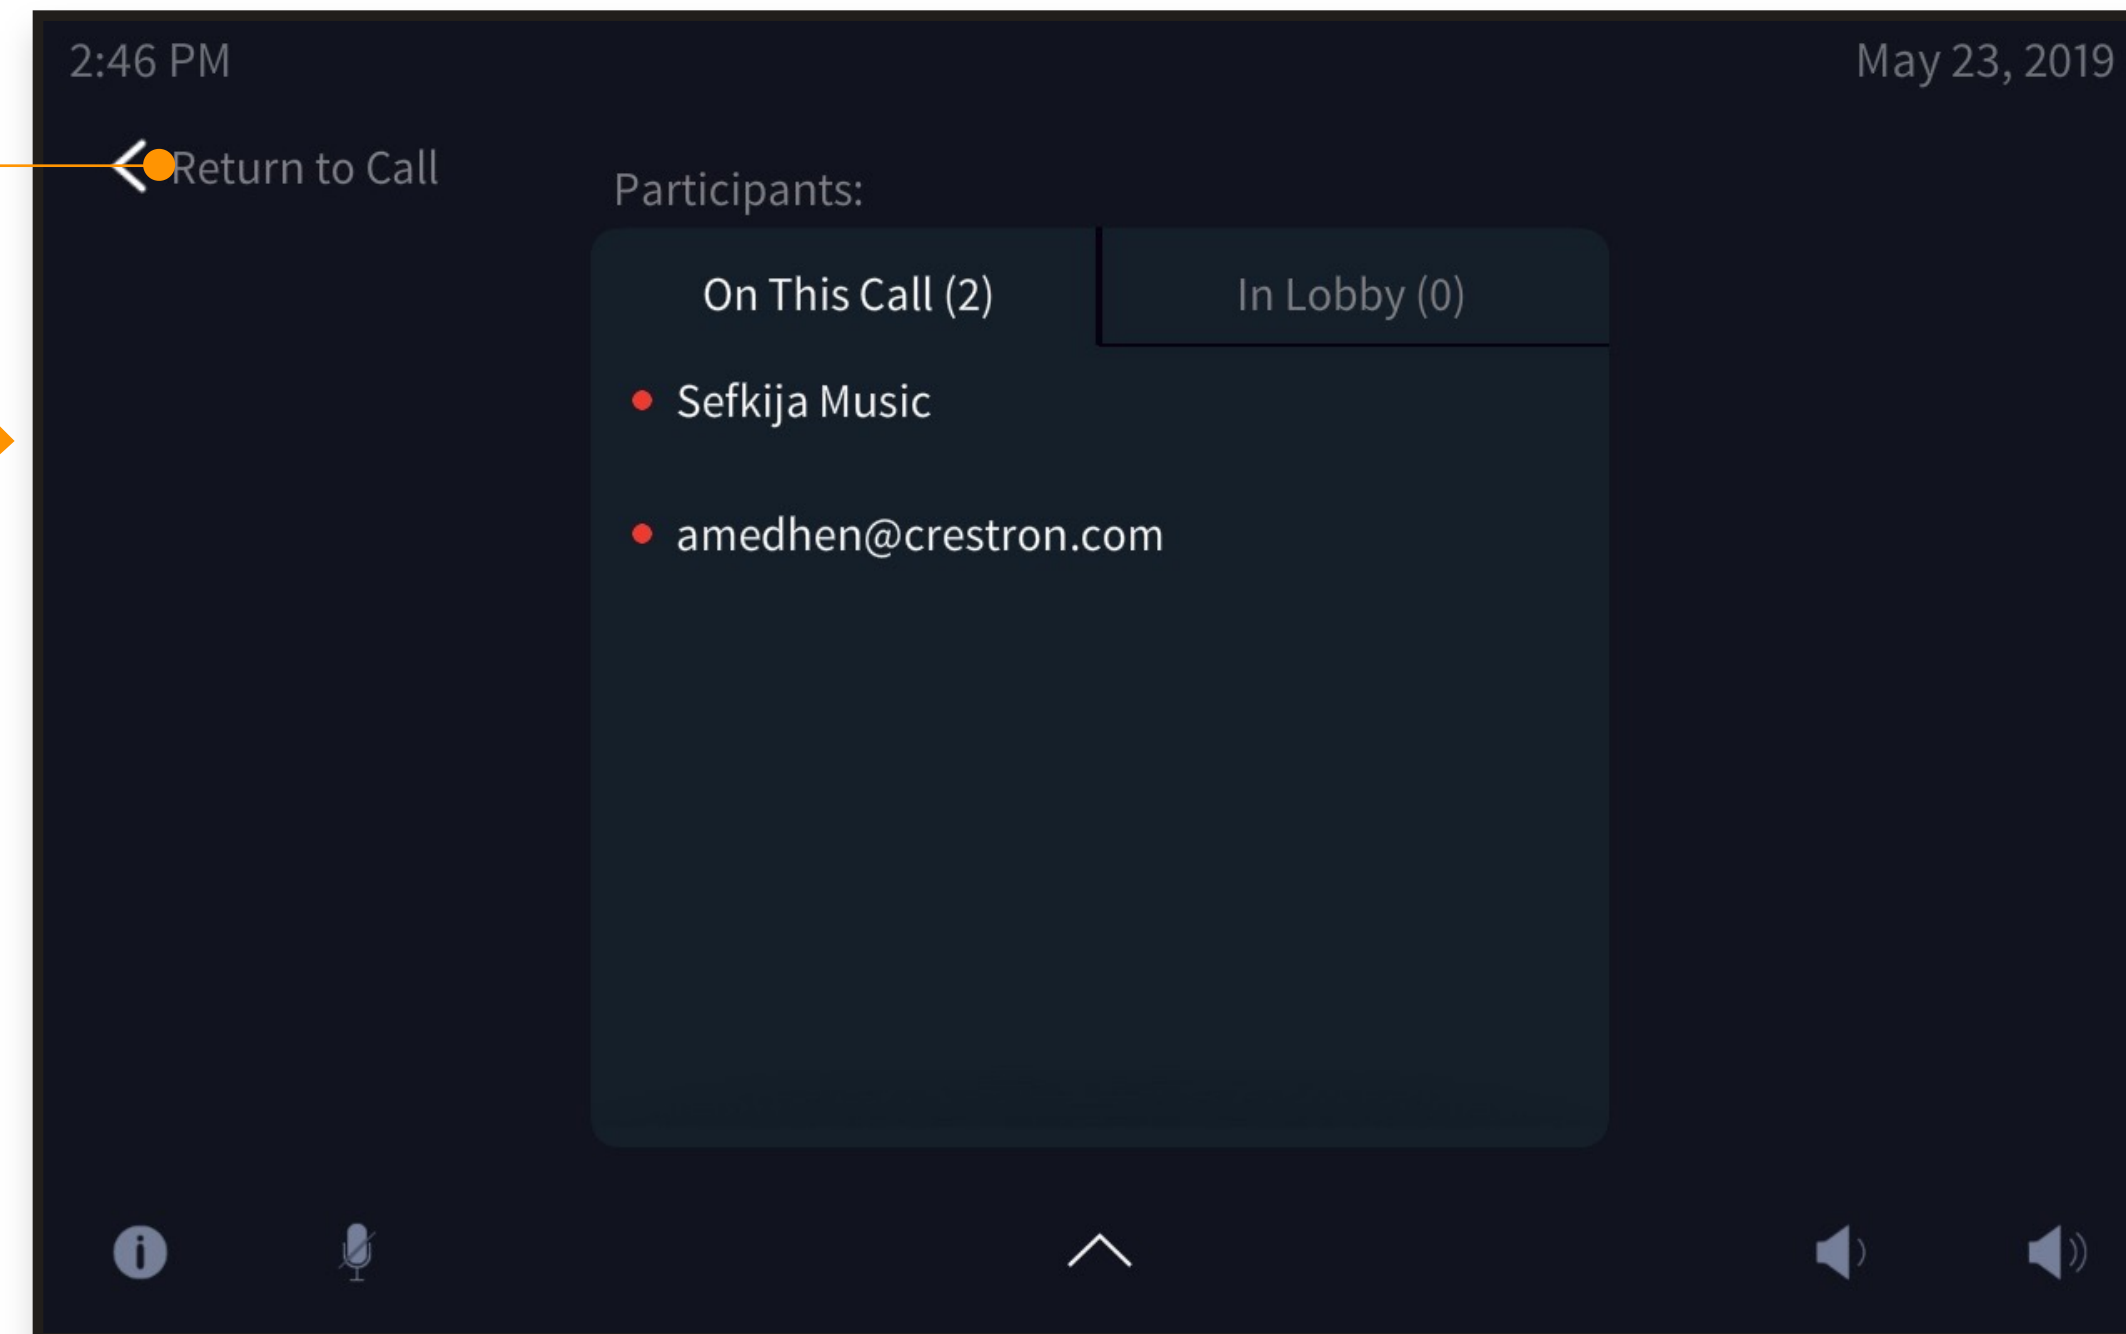 2:46 PM
May 23, 2019
Return to Call
Participants:
On This Call (2)
In Lobby (0)
Sefkija Music
amedhen@crestron.com